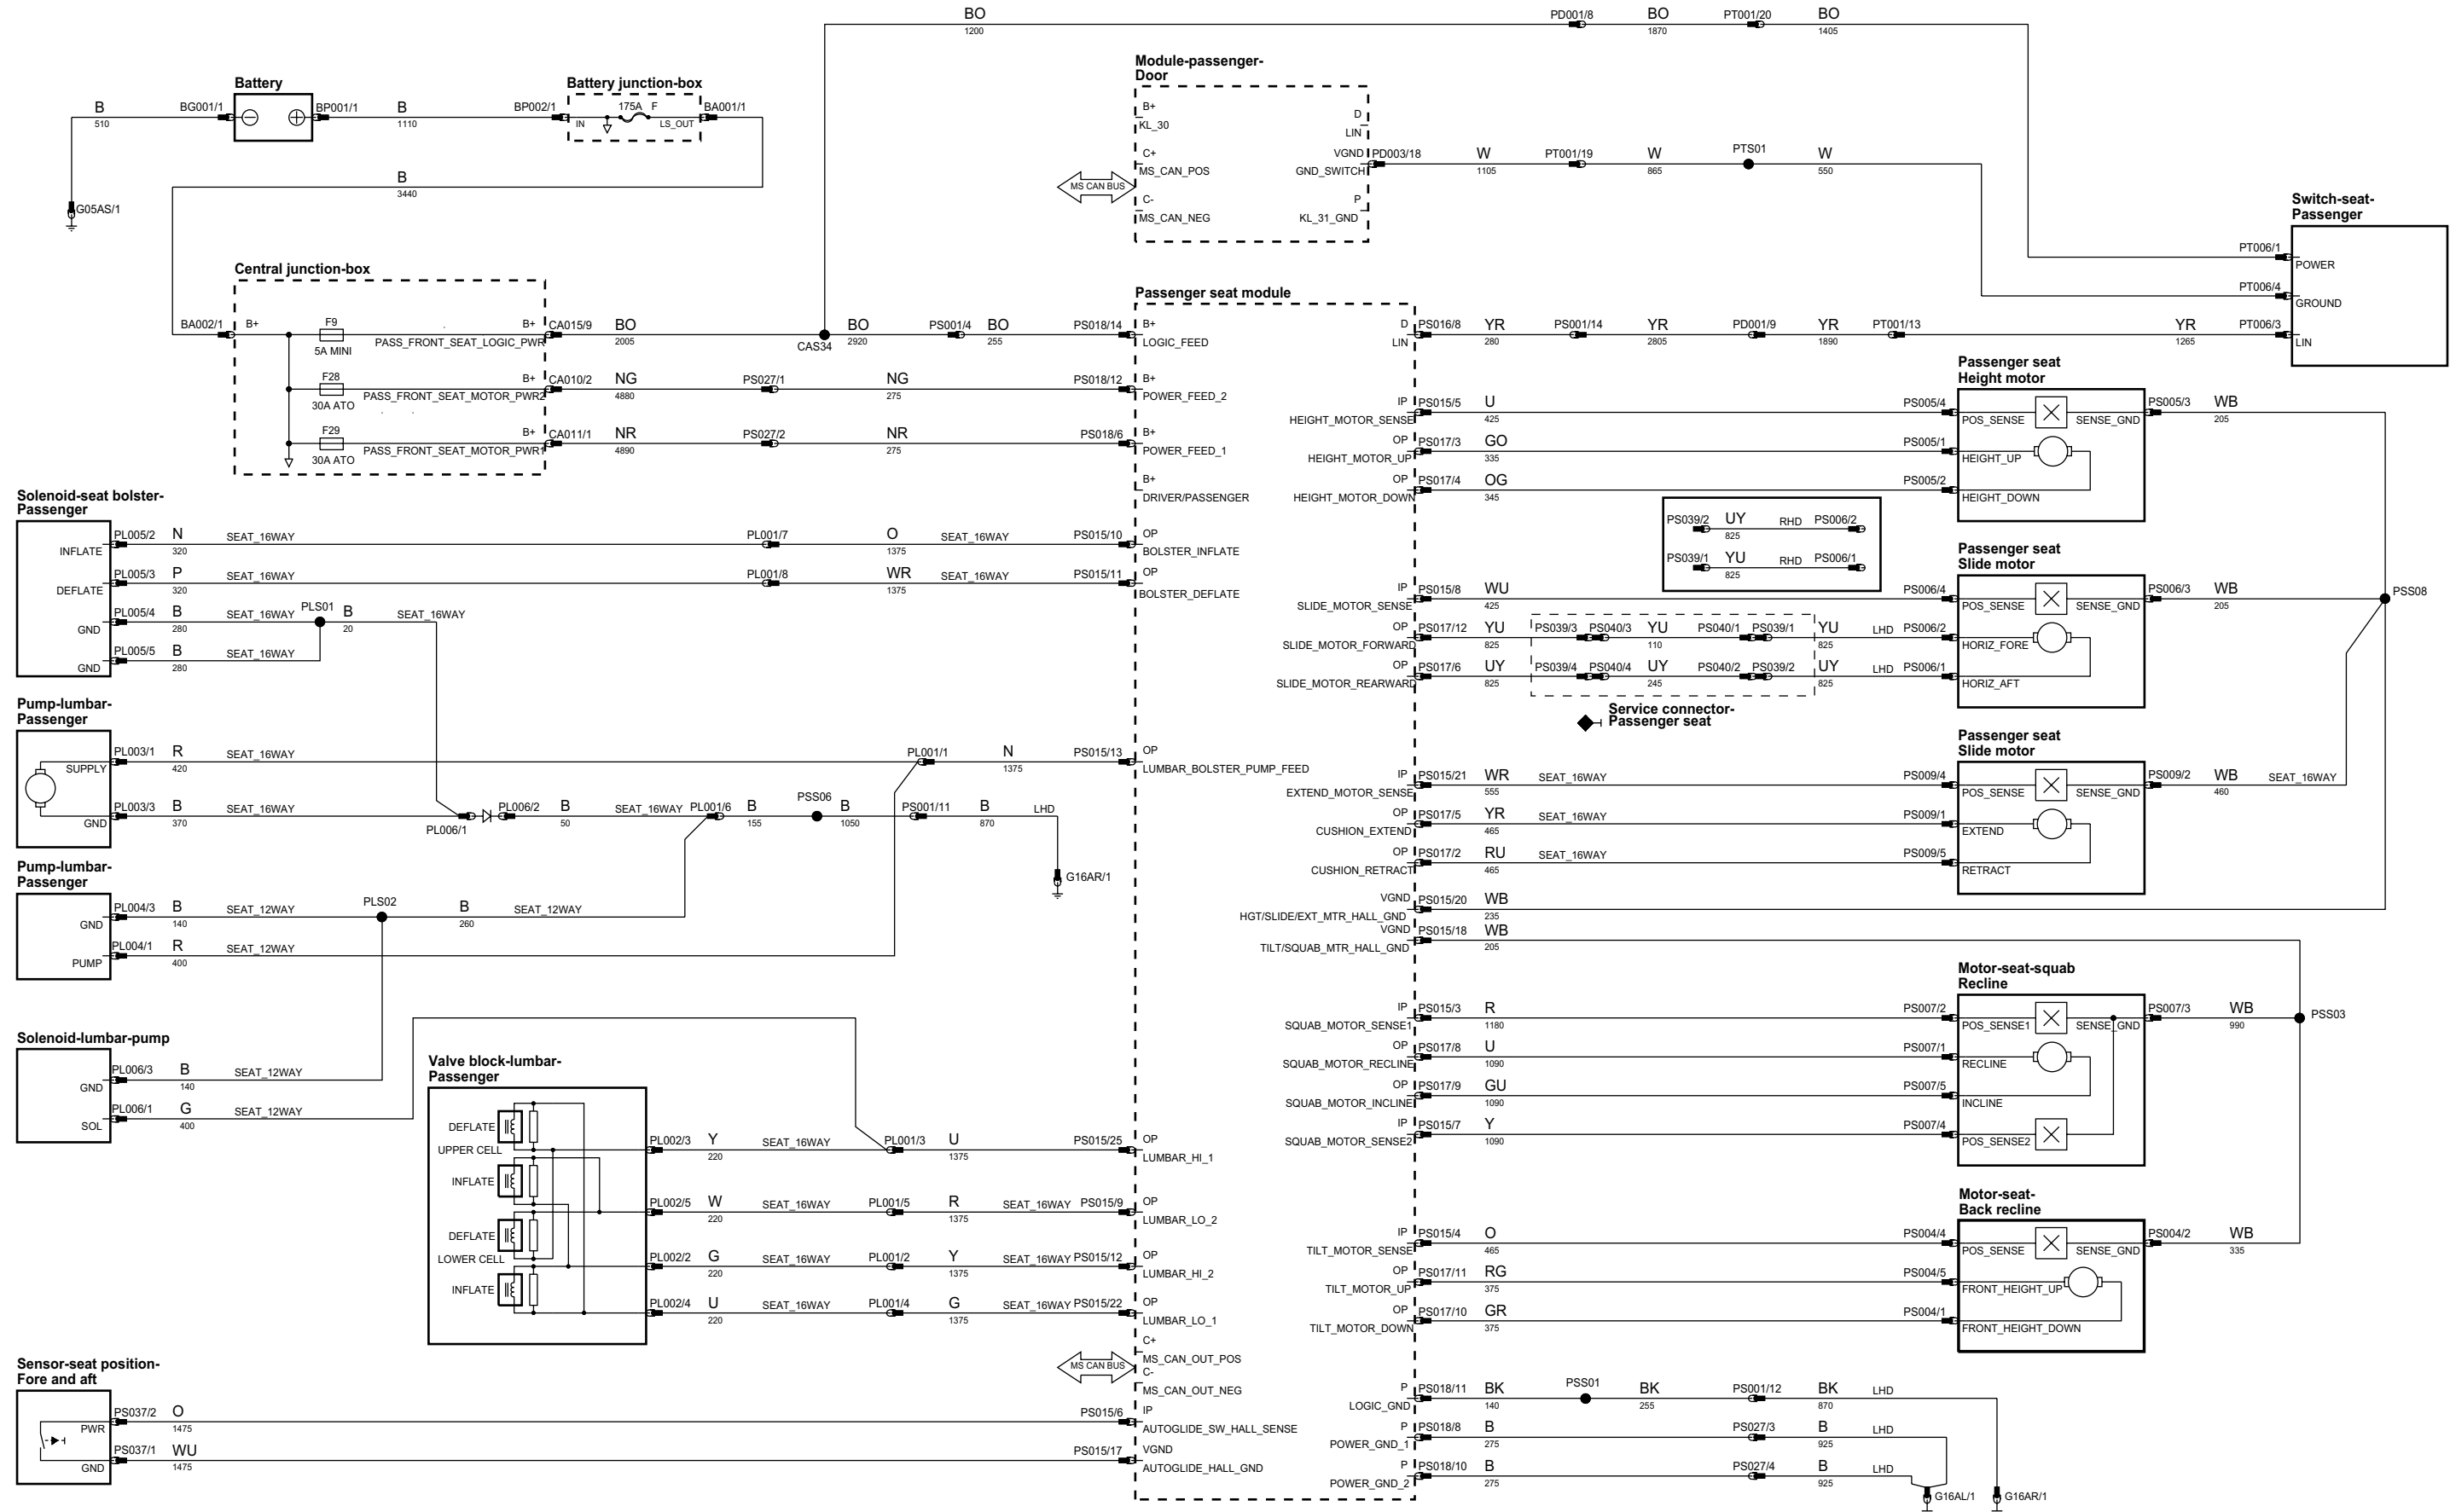 BO
1200
PD001/8
BO
1870
PT001/20
BO
1405
Battery
Battery junction-box
B
510
BG001/1
BP001/1
B
1110
BP002/1
175A F
IN
LS_OUT
BA001/1
B
3440
G05AS/1
Module-passenger-
Door
B+
KL_30
C+
MS_CAN_POS
C-
MS_CAN_NEG
D
LIN
VGND
GND_SWITCH
P
KL_31_GND
MS CAN BUS
PD003/18
W
1105
PT001/19
W
865
PTS01
W
550
Switch-seat-
Passenger
PT006/1
POWER
PT006/4
GROUND
PT006/3
LIN
Central junction-box
BA002/1
B+
F9
5A MINI
B+
PASS_FRONT_SEAT_LOGIC_PWR
CA015/9
BO
2005
CAS34
BO
2920
PS001/4
BO
255
PS018/14
F28
30A ATO
B+
PASS_FRONT_SEAT_MOTOR_PWR2
CA010/2
NG
4880
PS027/1
NG
275
PS018/12
F29
30A ATO
B+
PASS_FRONT_SEAT_MOTOR_PWR1
CA011/1
NR
4890
PS027/2
NR
275
PS018/6
Passenger seat module
B+
LOGIC_FEED
B+
POWER_FEED_2
B+
POWER_FEED_1
B+
DRIVER/PASSENGER
D
LIN
PS016/8
YR
280
PS001/14
YR
2805
PD001/9
YR
1890
PT001/13
YR
1265
Passenger seat
Height motor
IP
HEIGHT_MOTOR_SENSE
PS015/5
U
425
PS005/4
POS_SENSE
SENSE_GND
PS005/3
WB
205
OP
HEIGHT_MOTOR_UP
PS017/3
GO
335
PS005/1
HEIGHT_UP
OP
HEIGHT_MOTOR_DOWN
PS017/4
OG
345
PS005/2
HEIGHT_DOWN
PS039/2
UY
825
RHD
PS006/2
PS039/1
YU
825
RHD
PS006/1
Solenoid-seat bolster-
Passenger
INFLATE
PL005/2
N
320
SEAT_16WAY
PL001/7
O
1375
SEAT_16WAY
PS015/10
OP
BOLSTER_INFLATE
DEFLATE
PL005/3
P
320
SEAT_16WAY
PL001/8
WR
1375
SEAT_16WAY
PS015/11
OP
BOLSTER_DEFLATE
GND
PL005/4
B
280
SEAT_16WAY
PLS01
B
20
SEAT_16WAY
GND
PL005/5
B
280
SEAT_16WAY
Passenger seat
Slide motor
IP
SLIDE_MOTOR_SENSE
PS015/8
WU
425
PS006/4
POS_SENSE
SENSE_GND
PS006/3
WB
205
PSS08
OP
SLIDE_MOTOR_FORWARD
PS017/12
YU
825
PS039/3
PS040/3
YU
110
PS040/1
PS039/1
YU
825
LHD
PS006/2
HORIZ_FORE
OP
SLIDE_MOTOR_REARWARD
PS017/6
UY
825
PS039/4
PS040/4
UY
245
PS040/2
PS039/2
UY
825
LHD
PS006/1
HORIZ_AFT
Service connector-
Passenger seat
Pump-lumbar-
Passenger
SUPPLY
PL003/1
R
420
SEAT_16WAY
PL001/1
N
1375
PS015/13
OP
LUMBAR_BOLSTER_PUMP_FEED
GND
PL003/3
B
370
SEAT_16WAY
PL006/1
PL006/2
B
50
SEAT_16WAY
PL001/6
B
155
PSS06
B
1050
PS001/11
B
870
LHD
G16AR/1
Passenger seat
Slide motor
IP
EXTEND_MOTOR_SENSE
PS015/21
WR
555
SEAT_16WAY
PS009/4
POS_SENSE
SENSE_GND
PS009/2
WB
460
SEAT_16WAY
OP
CUSHION_EXTEND
PS017/5
YR
465
SEAT_16WAY
PS009/1
EXTEND
OP
CUSHION_RETRACT
PS017/2
RU
465
SEAT_16WAY
PS009/5
RETRACT
VGND
HGT/SLIDE/EXT_MTR_HALL_GND
PS015/20
WB
235
VGND
TILT/SQUAB_MTR_HALL_GND
PS015/18
WB
205
Pump-lumbar-
Passenger
GND
PL004/3
B
140
SEAT_12WAY
PLS02
B
260
SEAT_12WAY
PUMP
PL004/1
R
400
SEAT_12WAY
Motor-seat-squab
Recline
IP
SQUAB_MOTOR_SENSE1
PS015/3
R
1180
PS007/2
POS_SENSE1
SENSE_GND
PS007/3
WB
990
PSS03
OP
SQUAB_MOTOR_RECLINE
PS017/8
U
1090
PS007/1
RECLINE
OP
SQUAB_MOTOR_INCLINE
PS017/9
GU
1090
PS007/5
INCLINE
IP
SQUAB_MOTOR_SENSE2
PS015/7
Y
1090
PS007/4
POS_SENSE2
Solenoid-lumbar-pump
GND
PL006/3
B
140
SEAT_12WAY
SOL
PL006/1
G
400
SEAT_12WAY
Valve block-lumbar-
Passenger
DEFLATE
UPPER CELL
INFLATE
DEFLATE
LOWER CELL
INFLATE
PL002/3
Y
220
SEAT_16WAY
PL001/3
U
1375
PS015/25
OP
LUMBAR_HI_1
PL002/5
W
220
SEAT_16WAY
PL001/5
R
1375
SEAT_16WAY
PS015/9
OP
LUMBAR_LO_2
PL002/2
G
220
SEAT_16WAY
PL001/2
Y
1375
SEAT_16WAY
PS015/12
OP
LUMBAR_HI_2
PL002/4
U
220
SEAT_16WAY
PL001/4
G
1375
SEAT_16WAY
PS015/22
OP
LUMBAR_LO_1
Motor-seat-
Back recline
IP
TILT_MOTOR_SENSE
PS015/4
O
465
PS004/4
POS_SENSE
SENSE_GND
PS004/2
WB
335
OP
TILT_MOTOR_UP
PS017/11
RG
375
PS004/5
FRONT_HEIGHT_UP
OP
TILT_MOTOR_DOWN
PS017/10
GR
375
PS004/1
FRONT_HEIGHT_DOWN
MS CAN BUS
C+
MS_CAN_OUT_POS
C-
MS_CAN_OUT_NEG
Sensor-seat position-
Fore and aft
PWR
PS037/2
O
1475
PS015/6
IP
AUTOGLIDE_SW_HALL_SENSE
GND
PS037/1
WU
1475
PS015/17
VGND
AUTOGLIDE_HALL_GND
P
LOGIC_GND
PS018/11
BK
140
PSS01
BK
255
PS001/12
BK
870
LHD
P
POWER_GND_1
PS018/8
B
275
PS027/3
B
925
LHD
P
POWER_GND_2
PS018/10
B
275
PS027/4
B
925
LHD
G16AL/1
G16AR/1